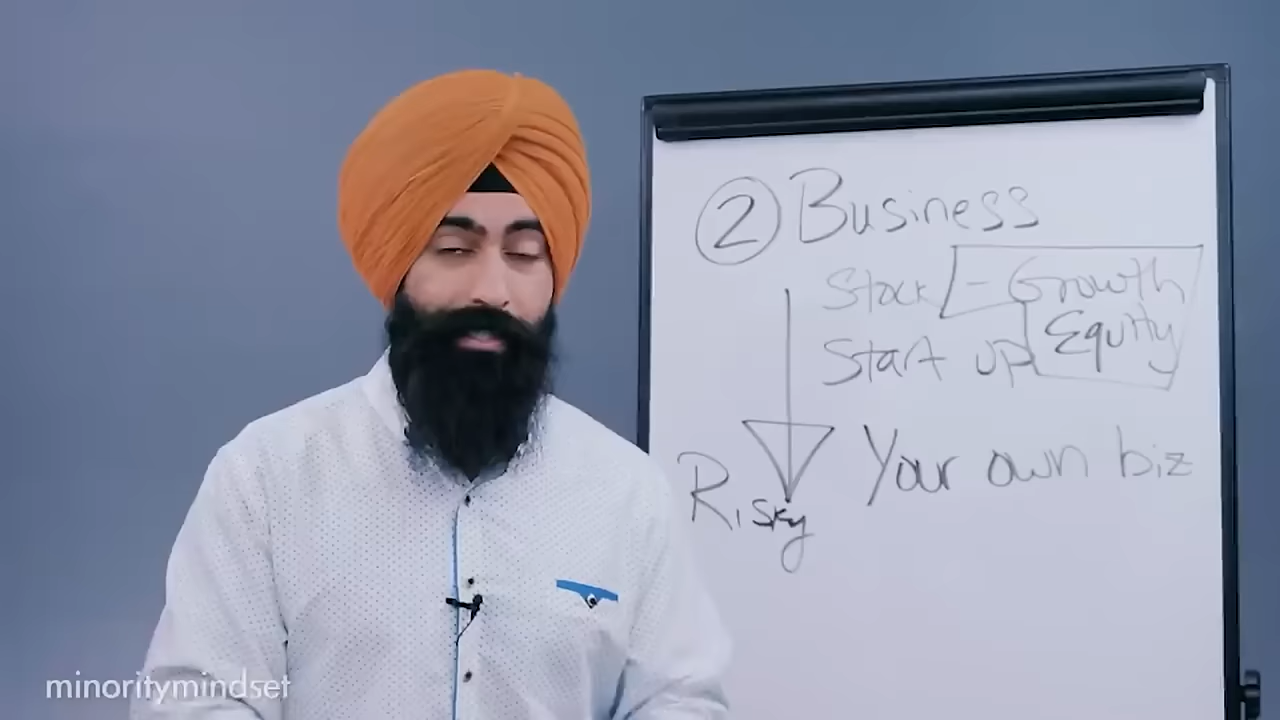 ② Business
Stock - Growth
Start up Equity
Your own biz
Risky
minoritymindset